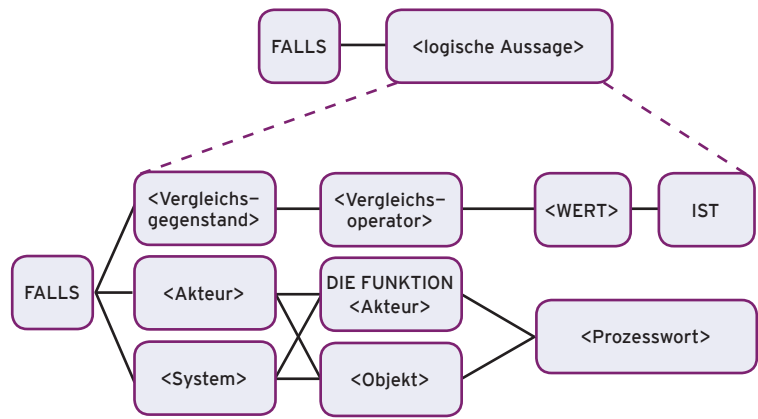 FALLS
<logische Aussage>
<Vergleichs-
gegenstand>
<Vergleichs-
operator>
<WERT>
IST
FALLS
<Akteur>
DIE FUNKTION
<Akteur>
<Prozesswort>
<System>
<Objekt>